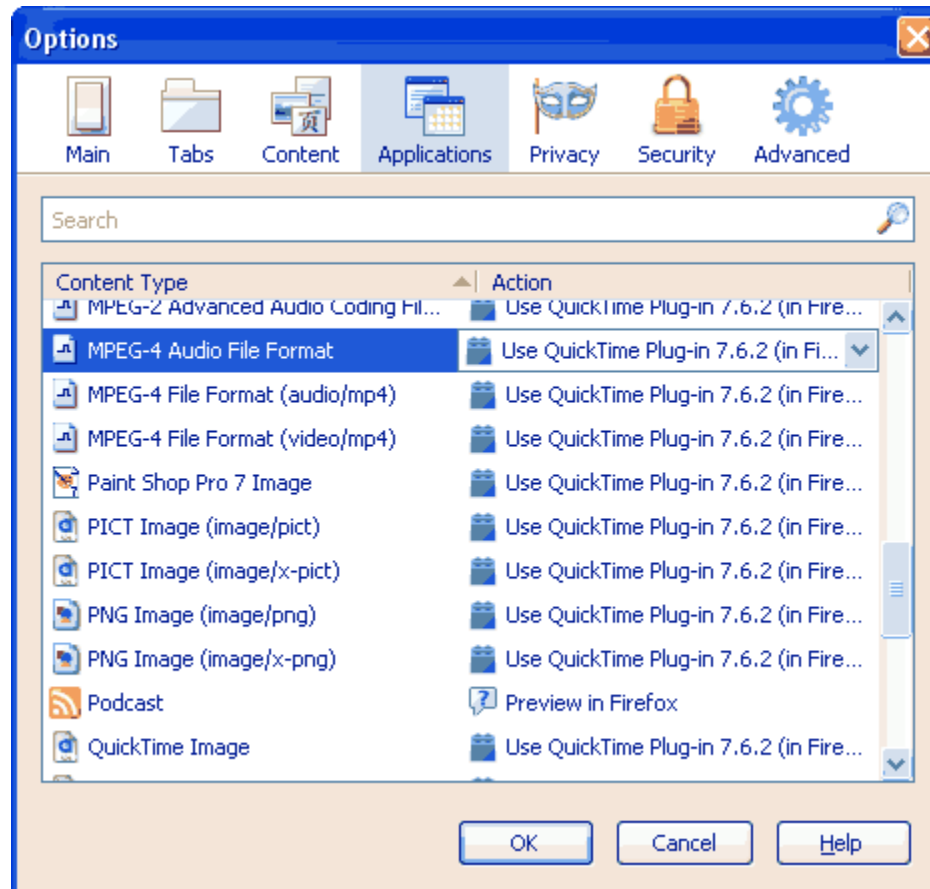 Options
页
Main Tabs Content Applications Privacy Security Advanced
Search
Content Type Action
MPEG-2 Advanced Audio Coding Fil... Use QuickTime Plug-in 7.6.2 (in Fire...
MPEG-4 Audio File Format Use QuickTime Plug-in 7.6.2 (in Fi...
MPEG-4 File Format (audio/mp4) Use QuickTime Plug-in 7.6.2 (in Fire...
MPEG-4 File Format (video/mp4) Use QuickTime Plug-in 7.6.2 (in Fire...
Paint Shop Pro 7 Image Use QuickTime Plug-in 7.6.2 (in Fire...
PICT Image (image/pict) Use QuickTime Plug-in 7.6.2 (in Fire...
PICT Image (image/x-pict) Use QuickTime Plug-in 7.6.2 (in Fire...
PNG Image (image/png) Use QuickTime Plug-in 7.6.2 (in Fire...
PNG Image (image/x-png) Use QuickTime Plug-in 7.6.2 (in Fire...
Podcast Preview in Firefox
QuickTime Image Use QuickTime Plug-in 7.6.2 (in Fire...
OK Cancel Help